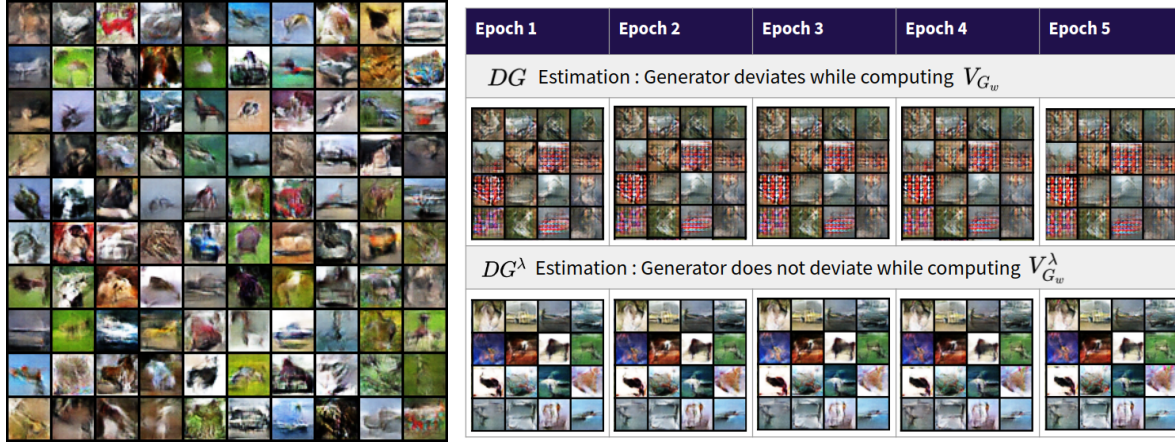 Epoch 1 Epoch 2 Epoch 3 Epoch 4 Epoch 5
DG Estimation : Generator deviates while computing V_{G_w}
DG^λ Estimation : Generator does not deviate while computing V^λ_{G_w}